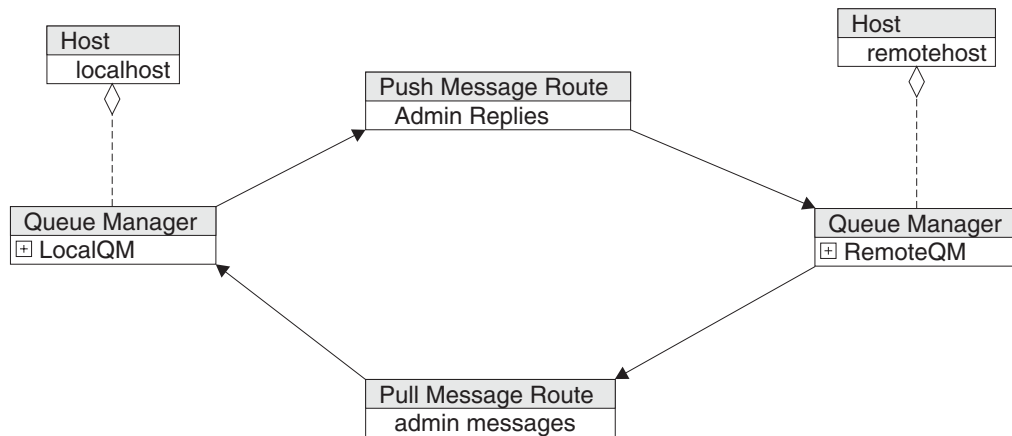 Host
localhost
Host
remotehost
Push Message Route
Admin Replies
Queue Manager
LocalQM
Queue Manager
RemoteQM
Pull Message Route
admin messages